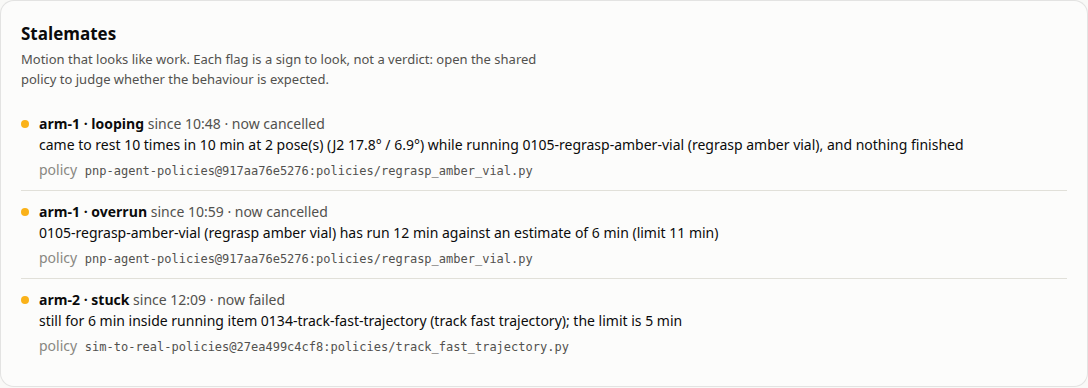 Stalemates
Motion that looks like work. Each flag is a sign to look, not a verdict: open the shared
policy to judge whether the behaviour is expected.
arm-1 · looping since 10:48 · now cancelled
came to rest 10 times in 10 min at 2 pose(s) (J2 17.8° / 6.9°) while running 0105-regrasp-amber-vial (regrasp amber vial), and nothing finished
policy pnp-agent-policies@917aa76e5276:policies/regrasp_amber_vial.py
arm-1 · overrun since 10:59 · now cancelled
0105-regrasp-amber-vial (regrasp amber vial) has run 12 min against an estimate of 6 min (limit 11 min)
policy pnp-agent-policies@917aa76e5276:policies/regrasp_amber_vial.py
arm-2 · stuck since 12:09 · now failed
still for 6 min inside running item 0134-track-fast-trajectory (track fast trajectory); the limit is 5 min
policy sim-to-real-policies@27ea499c4cf8:policies/track_fast_trajectory.py